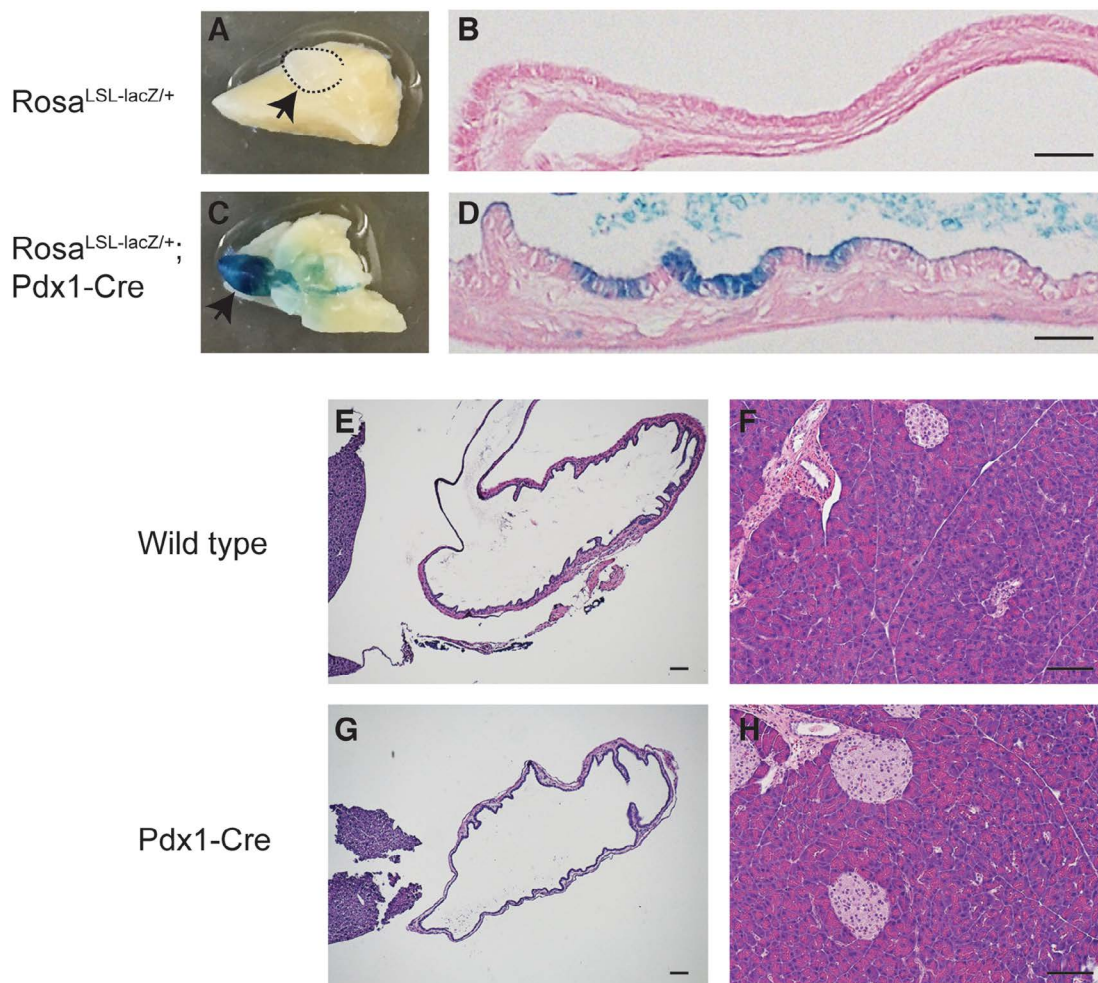 A
B
Rosa^LSL-lacZ/+
C
D
Rosa^LSL-lacZ/+;
Pdx1-Cre
E
F
Wild type
G
H
Pdx1-Cre